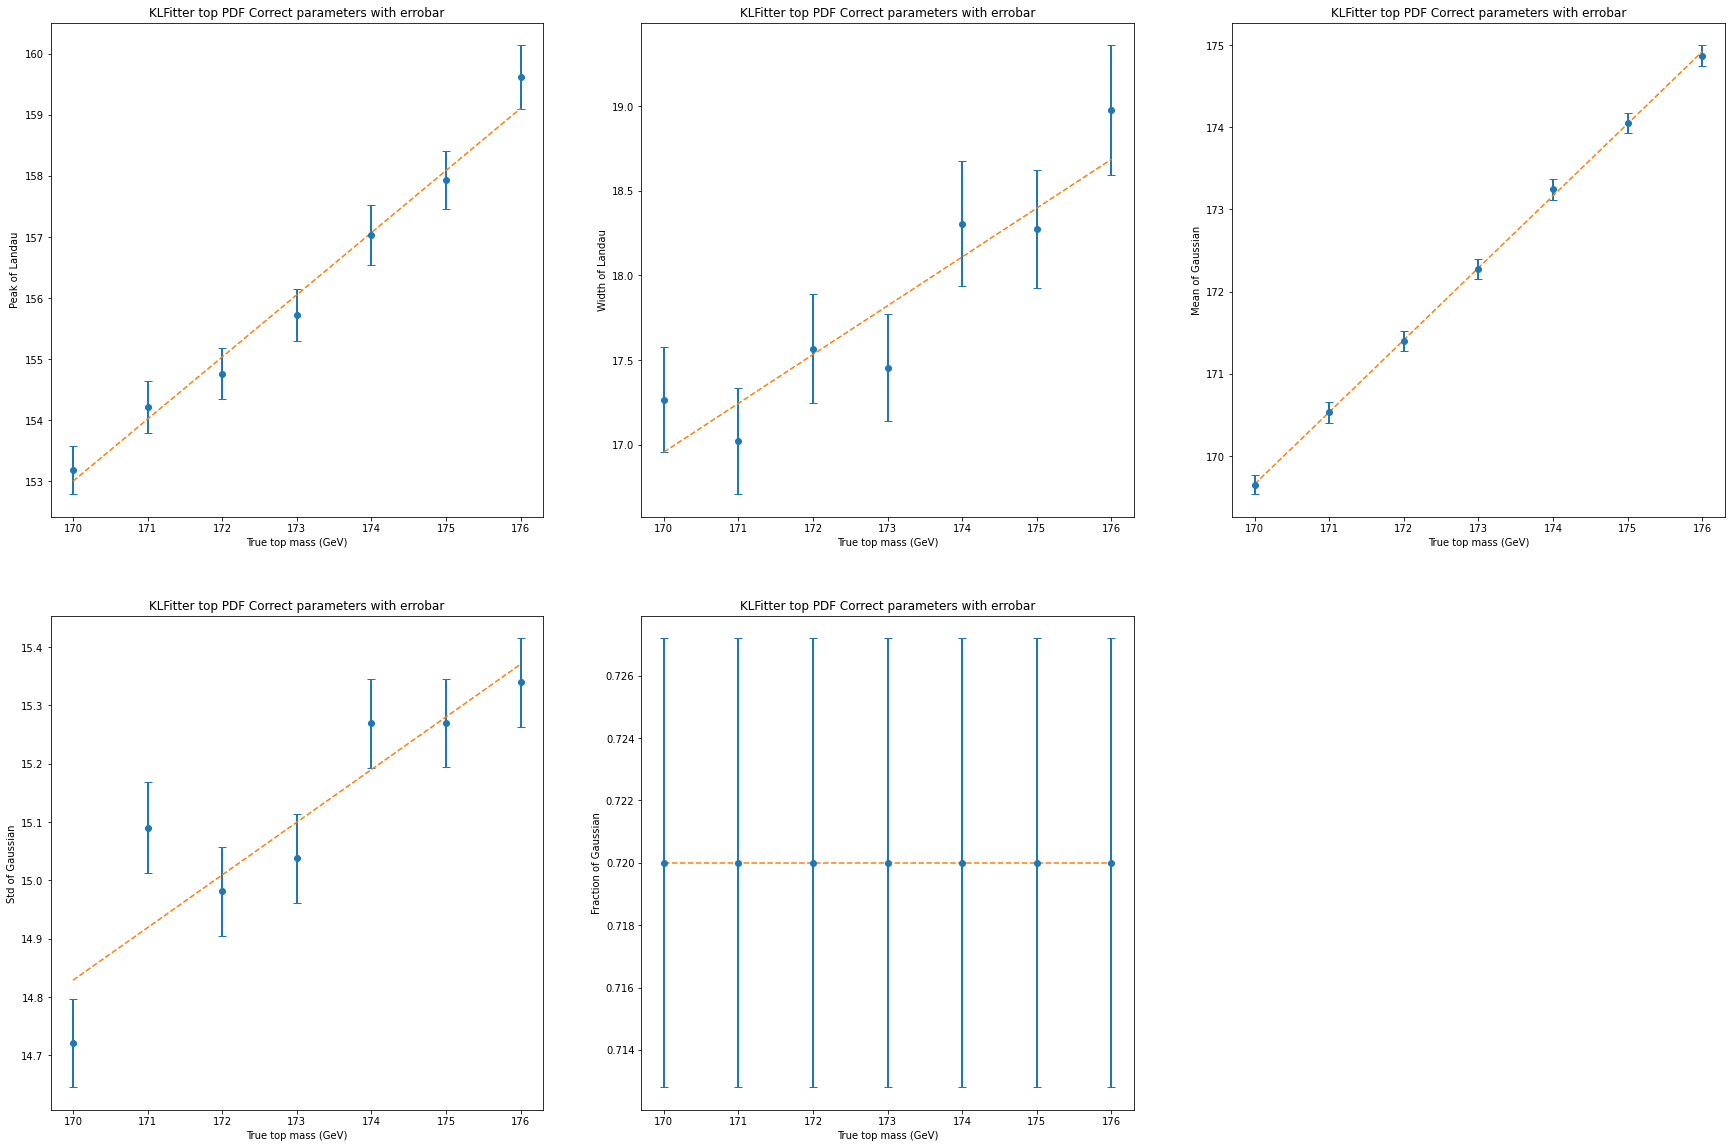 KLFitter top PDF Correct parameters with errobar
Peak of Landau
160
159
158
157
156
155
154
153
170 171 172 173 174 175 176
True top mass (GeV)
KLFitter top PDF Correct parameters with errobar
Width of Landau
19.0
18.5
18.0
17.5
17.0
170 171 172 173 174 175 176
True top mass (GeV)
KLFitter top PDF Correct parameters with errobar
Mean of Gaussian
175
174
173
172
171
170
170 171 172 173 174 175 176
True top mass (GeV)
KLFitter top PDF Correct parameters with errobar
Std of Gaussian
15.4
15.3
15.2
15.1
15.0
14.9
14.8
14.7
170 171 172 173 174 175 176
True top mass (GeV)
KLFitter top PDF Correct parameters with errobar
Fraction of Gaussian
0.726
0.724
0.722
0.720
0.718
0.716
0.714
170 171 172 173 174 175 176
True top mass (GeV)